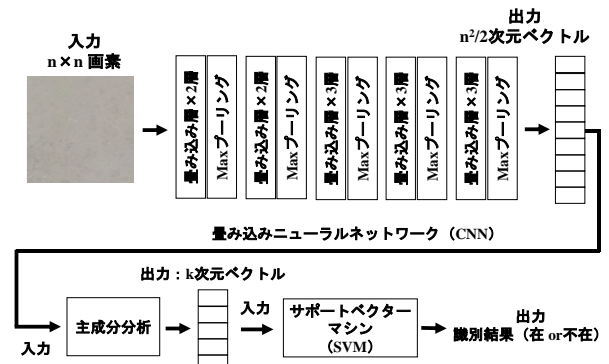 入力
n×n 画素
出力
n²/2次元ベクトル
畳み込み層×2層
Maxプーリング
畳み込み層×2層
Maxプーリング
畳み込み層×3層
Maxプーリング
畳み込み層×3層
Maxプーリング
畳み込み層×3層
Maxプーリング
畳み込みニューラルネットワーク（CNN）
出力：k次元ベクトル
入力
主成分分析
入力
サポートベクター
マシン
（SVM）
出力
識別結果（在 or不在）